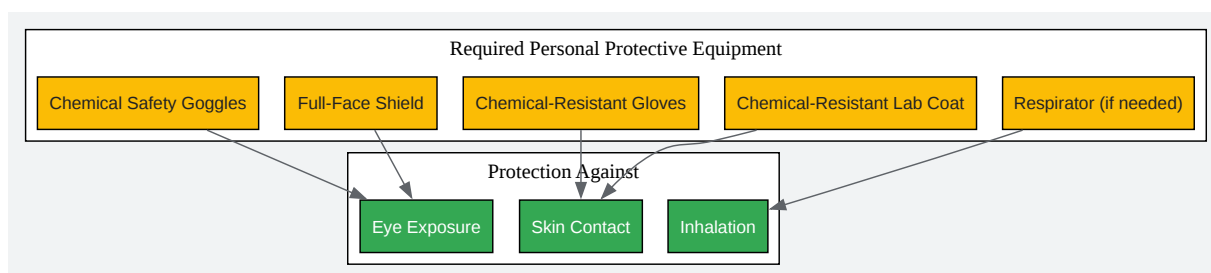 Required Personal Protective Equipment
Chemical Safety Goggles
Full-Face Shield
Chemical-Resistant Gloves
Chemical-Resistant Lab Coat
Respirator (if needed)
Protection Against
Eye Exposure
Skin Contact
Inhalation